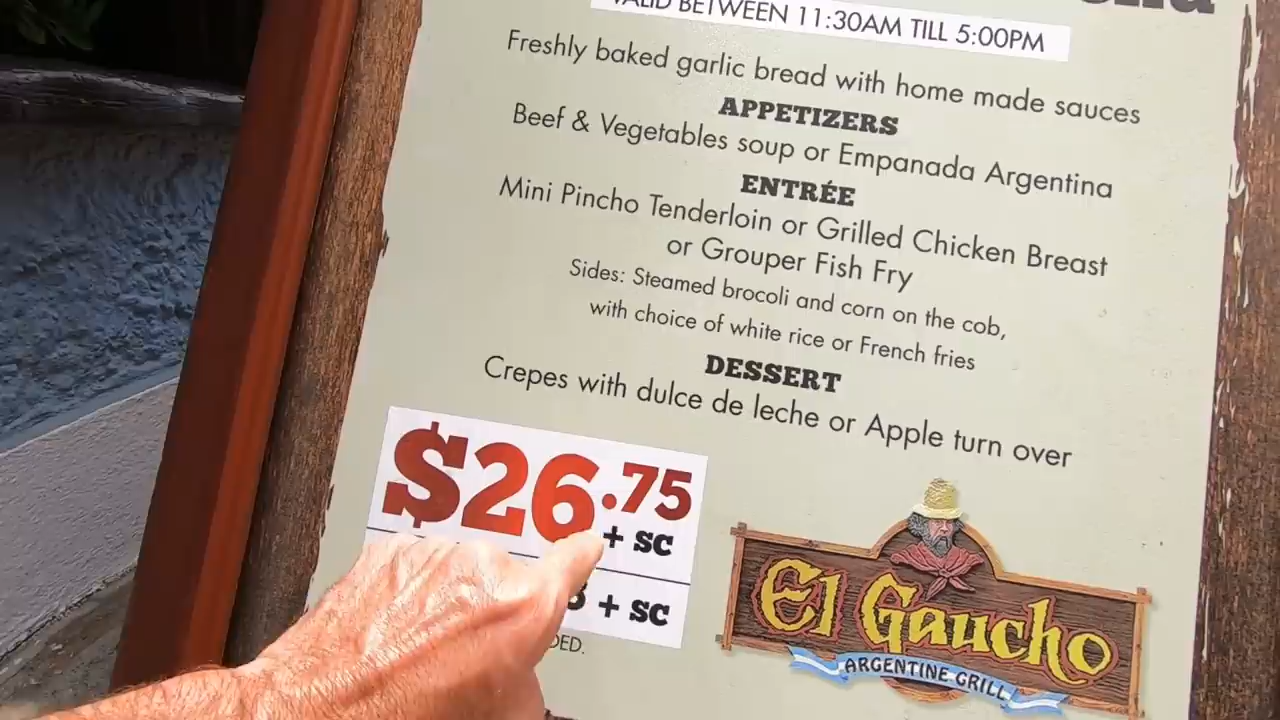 VALID BETWEEN 11:30AM TILL 5:00PM
Freshly baked garlic bread with home made sauces
APPETIZERS
Beef & Vegetables soup or Empanada Argentina
ENTRÉE
Mini Pincho Tenderloin or Grilled Chicken Breast
or Grouper Fish Fry
Sides: Steamed brocoli and corn on the cob,
with choice of white rice or French fries
DESSERT
Crepes with dulce de leche or Apple turn over
$26.75
+ SC
+ SC
El Gaucho
ARGENTINE GRILL